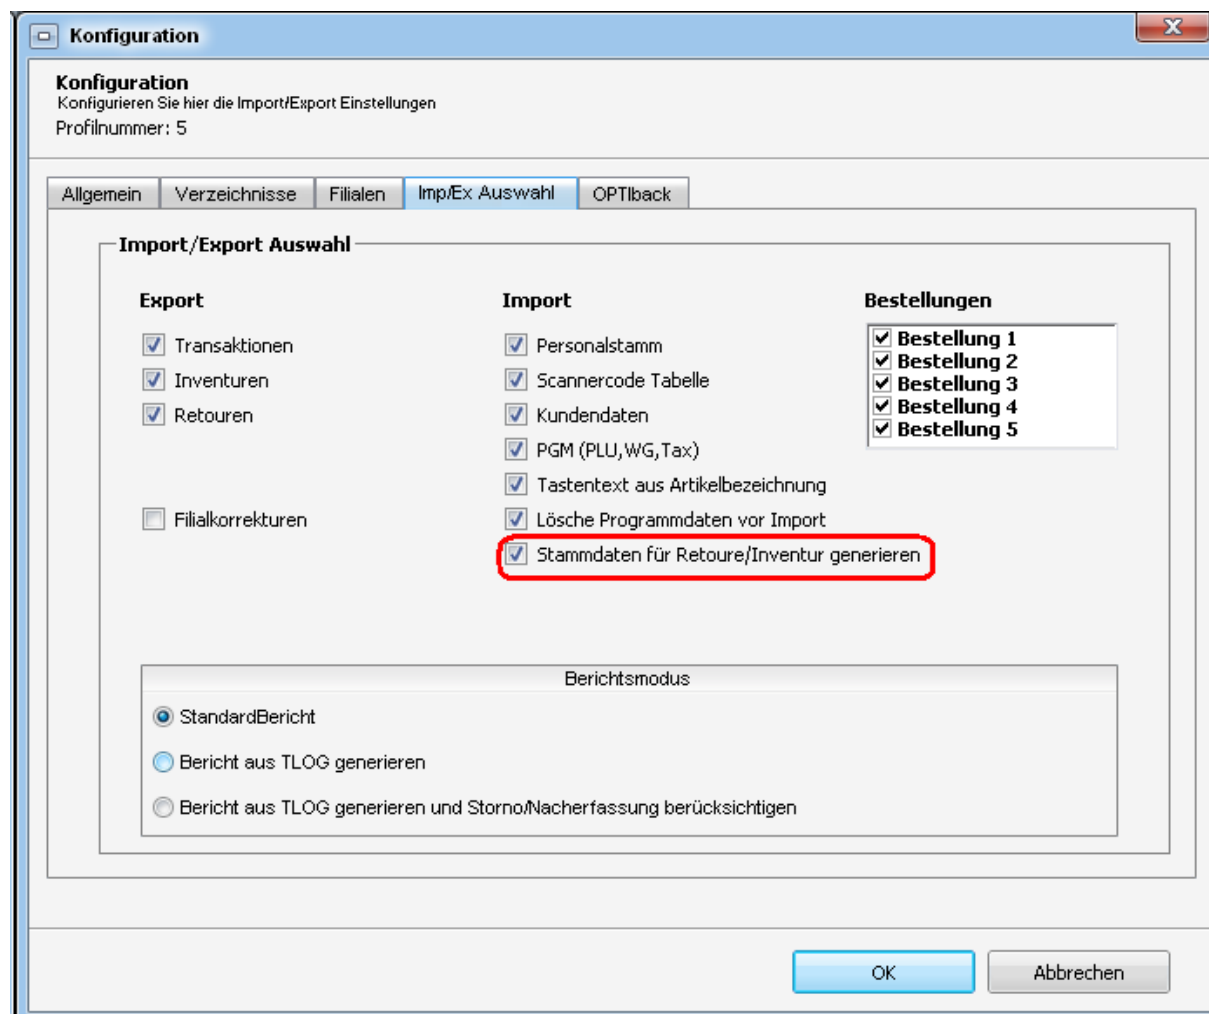 Konfiguration
Konfiguration
Konfigurieren Sie hier die Import/Export Einstellungen
Profilnummer: 5
Allgemein
Verzeichnisse
Filialen
Imp/Ex Auswahl
OPTIback
Import/Export Auswahl
Export
Transaktionen
Inventuren
Retouren
Filialkorrekturen
Import
Personalstamm
Scannercode Tabelle
Kundendaten
PGM (PLU,WG,Tax)
Tastentext aus Artikelbezeichnung
Lösche Programmdaten vor Import
Stammdaten für Retoure/Inventur generieren
Bestellungen
Bestellung 1
Bestellung 2
Bestellung 3
Bestellung 4
Bestellung 5
Berichtsmodus
StandardBericht
Bericht aus TLOG generieren
Bericht aus TLOG generieren und Storno/Nacherfassung berücksichtigen
OK
Abbrechen